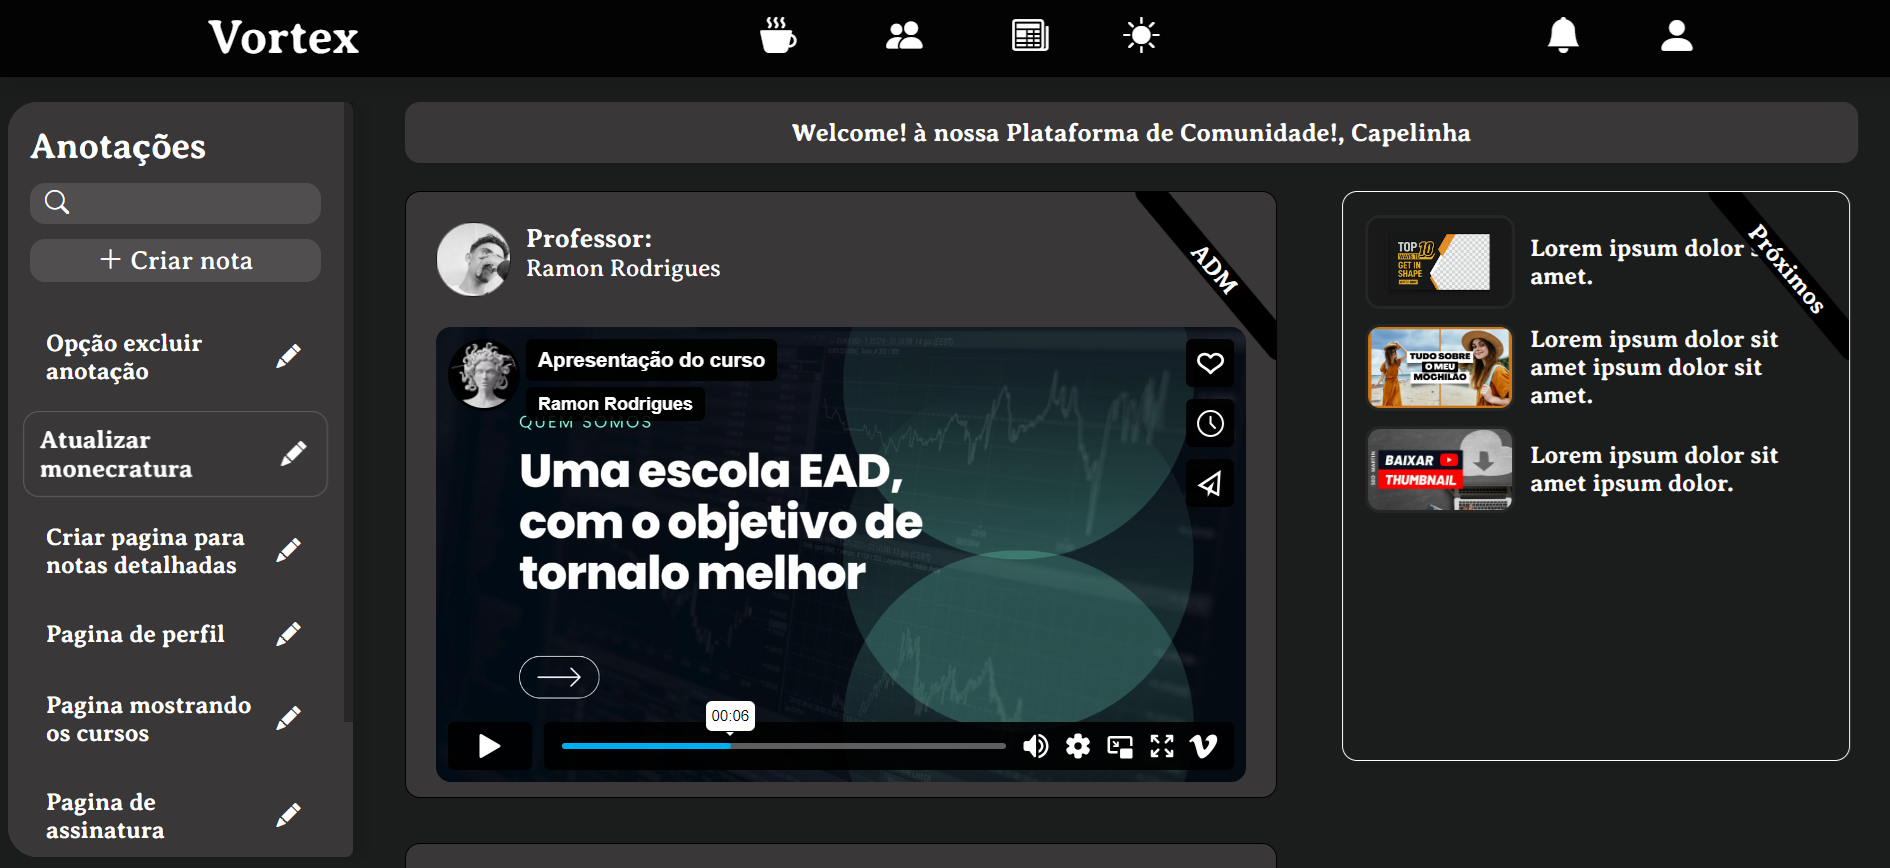 Vortex
Anotações
Criar nota
Opção excluir
anotação
Atualizar
monecratura
Criar pagina para
notas detalhadas
Pagina de perfil
Pagina mostrando
os cursos
Pagina de
assinatura
Welcome! à nossa Plataforma de Comunidade!, Capelinha
Professor:
Ramon Rodrigues
ADM
Apresentação do curso
Ramon Rodrigues
QUEM SOMOS
Uma escola EAD,
com o objetivo de
tornalo melhor
00:06
Próximos
TOP 10
WAYS TO
GET IN
SHAPE
Lorem ipsum dolor
amet.
TUDO SOBRE
O MEU
MOCHILÃO
Lorem ipsum dolor sit
amet ipsum dolor sit
amet.
BAIXAR
THUMBNAIL
Lorem ipsum dolor sit
amet ipsum dolor.